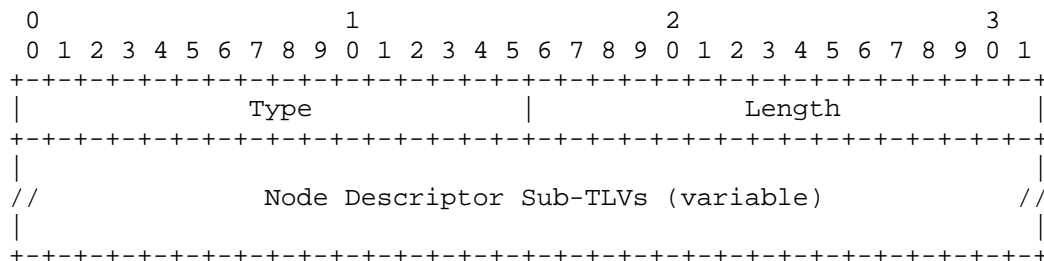 0                   1                   2                   3
 0 1 2 3 4 5 6 7 8 9 0 1 2 3 4 5 6 7 8 9 0 1 2 3 4 5 6 7 8 9 0 1
+-+-+-+-+-+-+-+-+-+-+-+-+-+-+-+-+-+-+-+-+-+-+-+-+-+-+-+-+-+-+-+-+
|              Type             |             Length            |
+-+-+-+-+-+-+-+-+-+-+-+-+-+-+-+-+-+-+-+-+-+-+-+-+-+-+-+-+-+-+-+-+
|                                                               |
//              Node Descriptor Sub-TLVs (variable)            //
|                                                               |
+-+-+-+-+-+-+-+-+-+-+-+-+-+-+-+-+-+-+-+-+-+-+-+-+-+-+-+-+-+-+-+-+